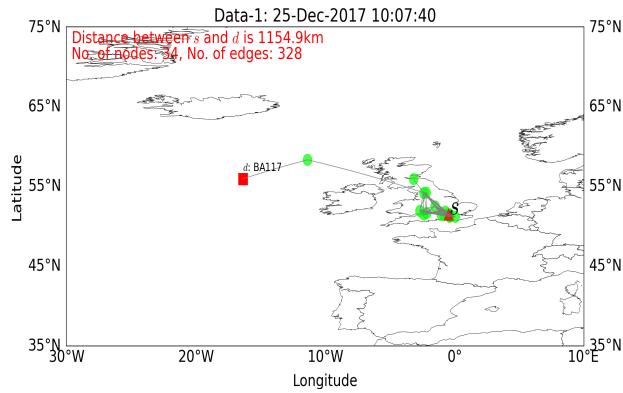 Data-1: 25-Dec-2017 10:07:40
75°N 75°N
Distance between s and d is 1154.9km
No. of nodes: 34, No. of edges: 328
65°N 65°N
d: BA117
55°N 55°N
S
Latitude
45°N 45°N
35°N 35°N
30°W 20°W 10°W 0° 10°E
Longitude